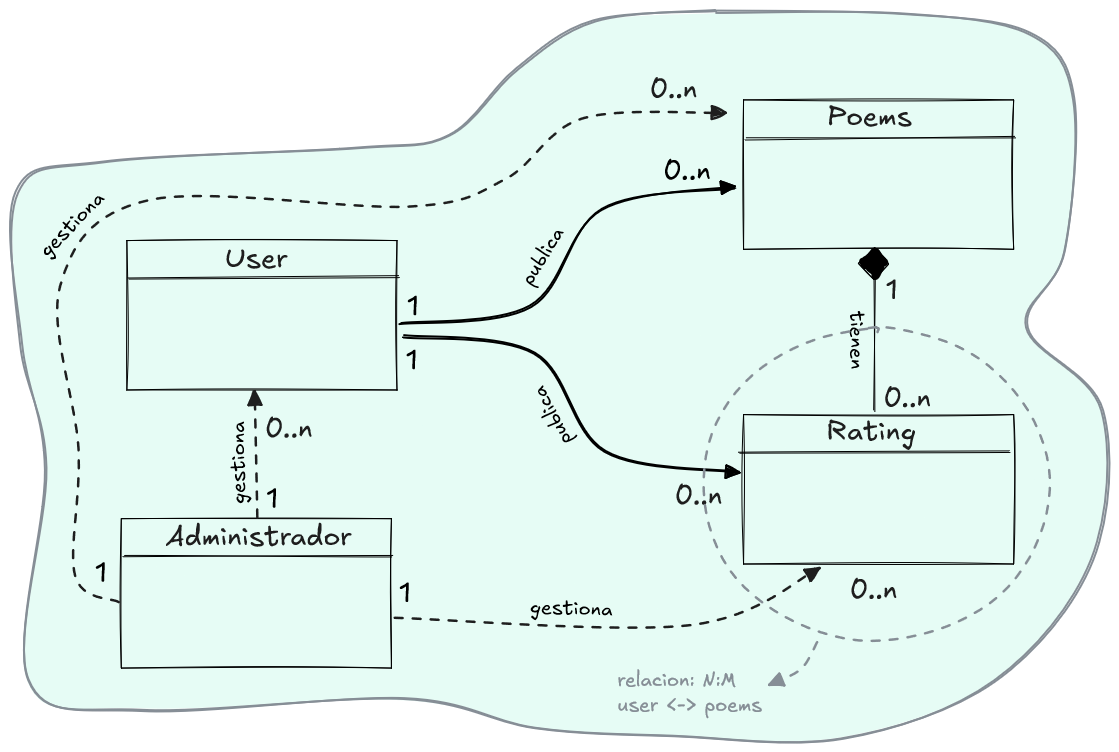 0..n
Poems
0..n
gestiona
publica
User
1
1
1
tienen
publica
0..n
Rating
0..n
gestiona
0..n
1
Administrador
1
1
gestiona
0..n
relacion: N:M
user <-> poems